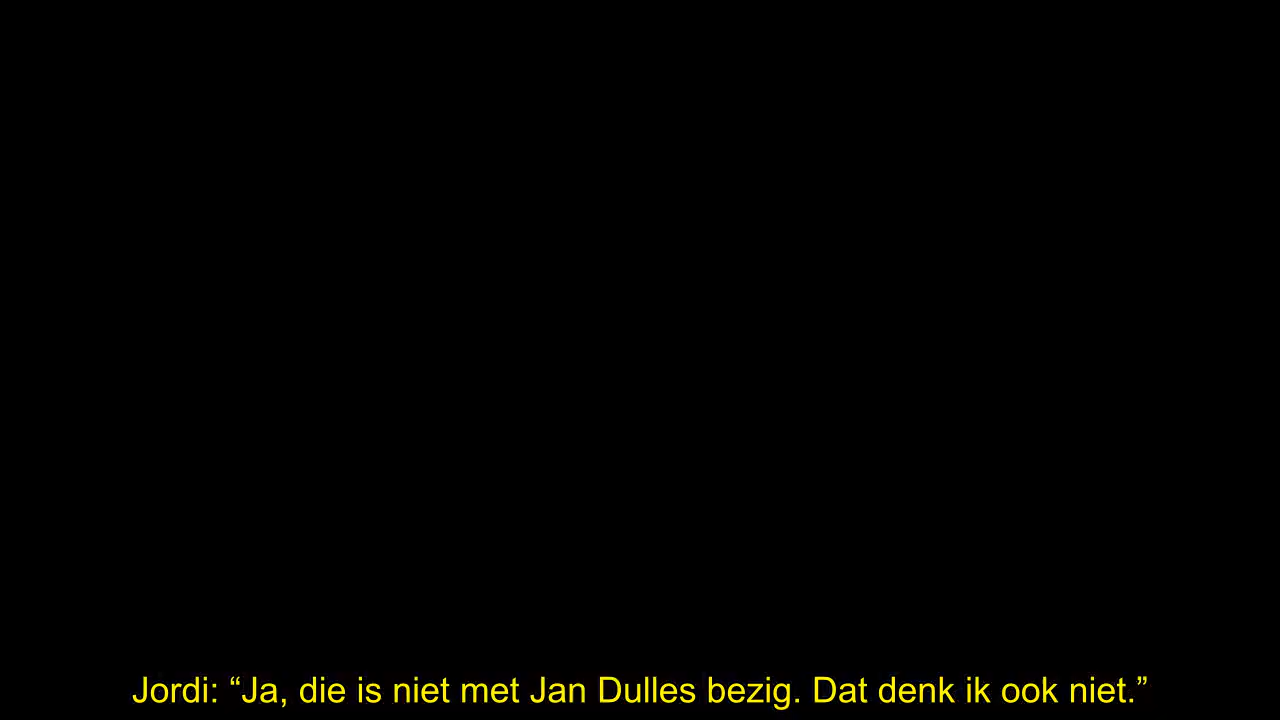 Jordi: “Ja, die is niet met Jan Dulles bezig. Dat denk ik ook niet.”